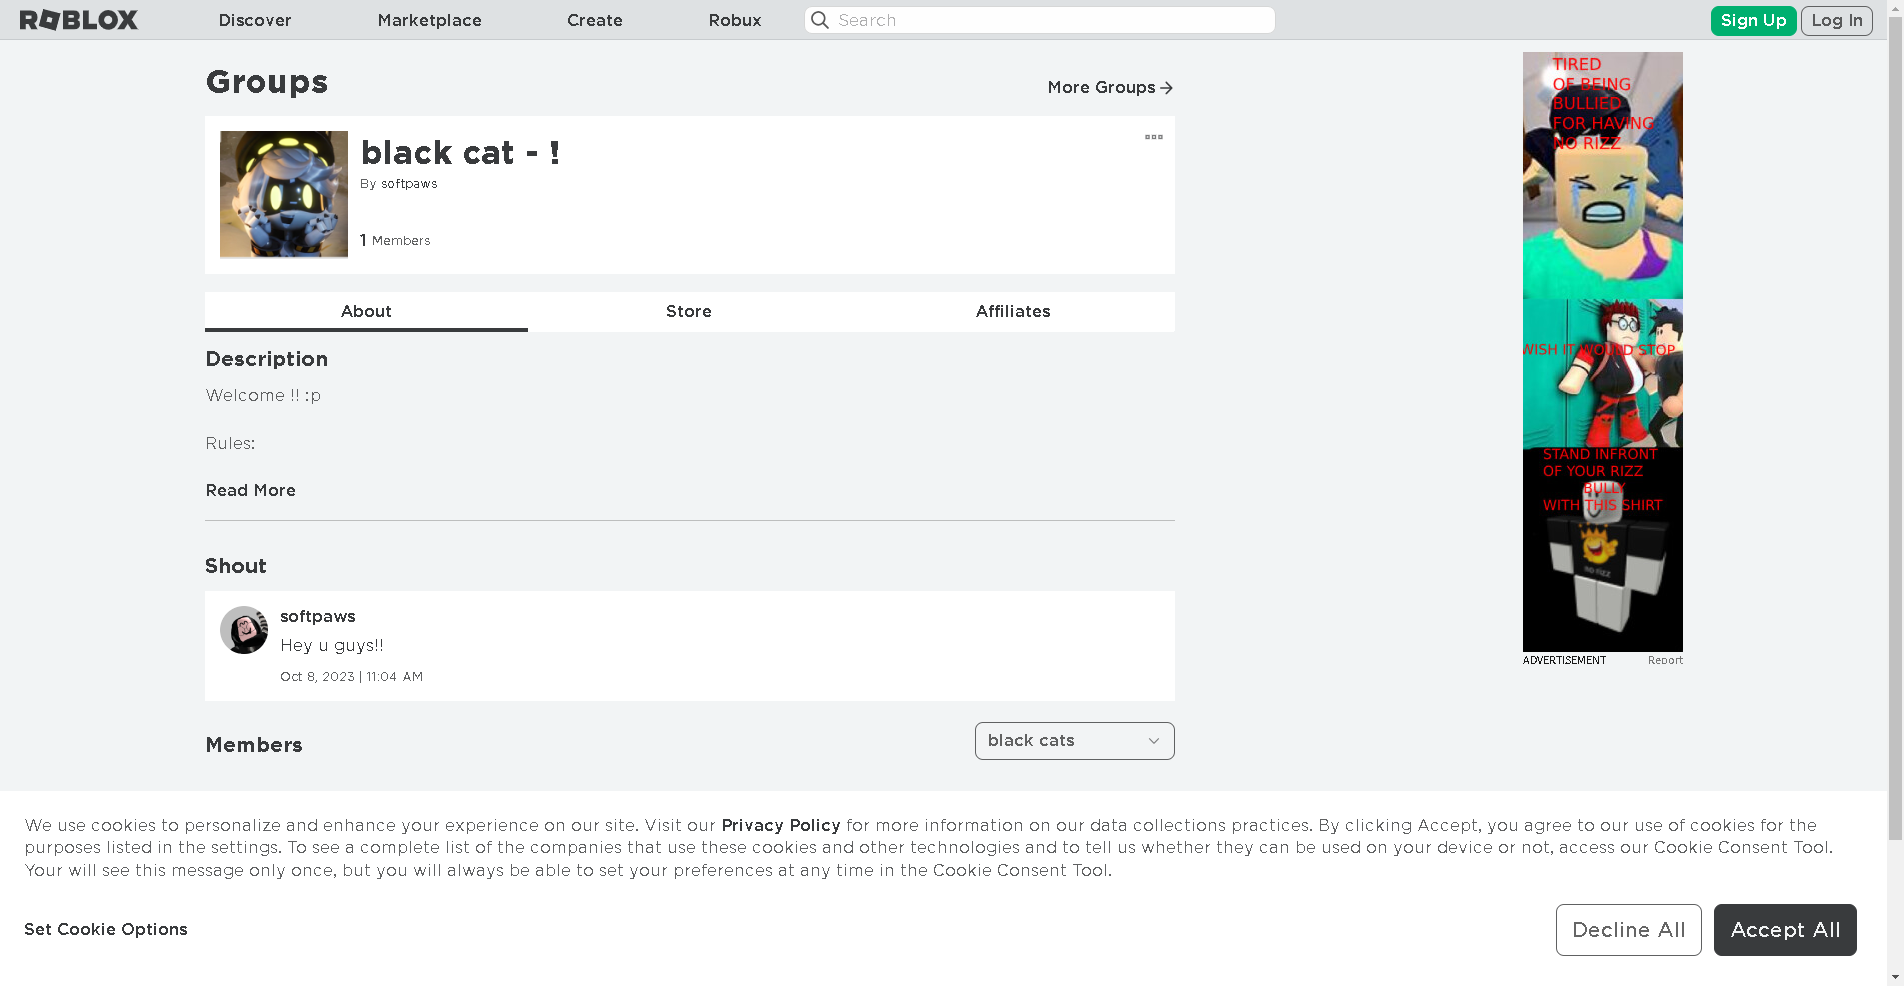 ROBLOX
Discover
Marketplace
Create
Robux
Search
Sign Up
Log In
Groups
More Groups
black cat - !
By softpaws
1 Members
About
Store
Affiliates
Description
Welcome !! :p
Rules:
Read More
Shout
softpaws
Hey u guys!!
Oct 8, 2023 | 11:04 AM
Members
black cats
TIRED
OF BEING
BULLIED
FOR HAVING
NO RIZZ
WISH IT WOULD STOP
STAND INFRONT
OF YOUR RIZZ
BULLY
WITH THIS SHIRT
NO RIZZ
ADVERTISEMENT
Report
We use cookies to personalize and enhance your experience on our site. Visit our Privacy Policy for more information on our data collections practices. By clicking Accept, you agree to our use of cookies for the
purposes listed in the settings. To see a complete list of the companies that use these cookies and other technologies and to tell us whether they can be used on your device or not, access our Cookie Consent Tool.
Your will see this message only once, but you will always be able to set your preferences at any time in the Cookie Consent Tool.
Set Cookie Options
Decline All
Accept All